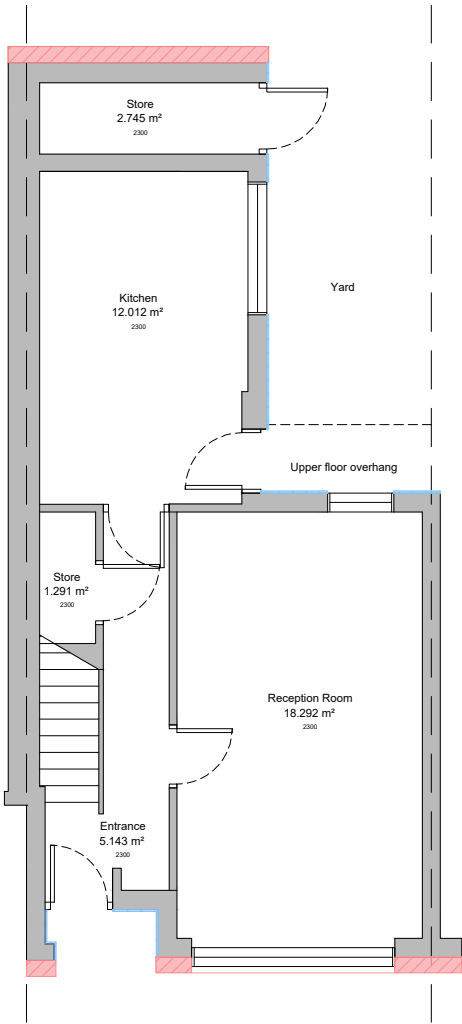 Store
2.745 m²
2300
Kitchen
12.012 m²
2300
Yard
Upper floor overhang
Store
1.291 m²
2300
Reception Room
18.292 m²
2300
Entrance
5.143 m²
2300